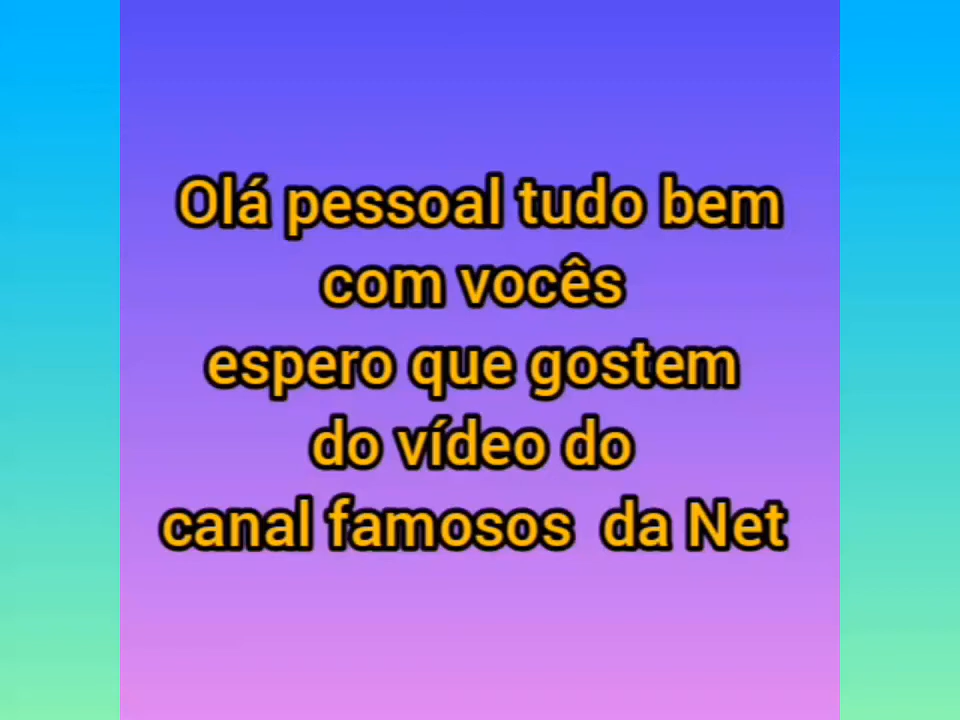 Olá pessoal tudo bem
com vocês
espero que gostem
do vídeo do
canal famosos da Net